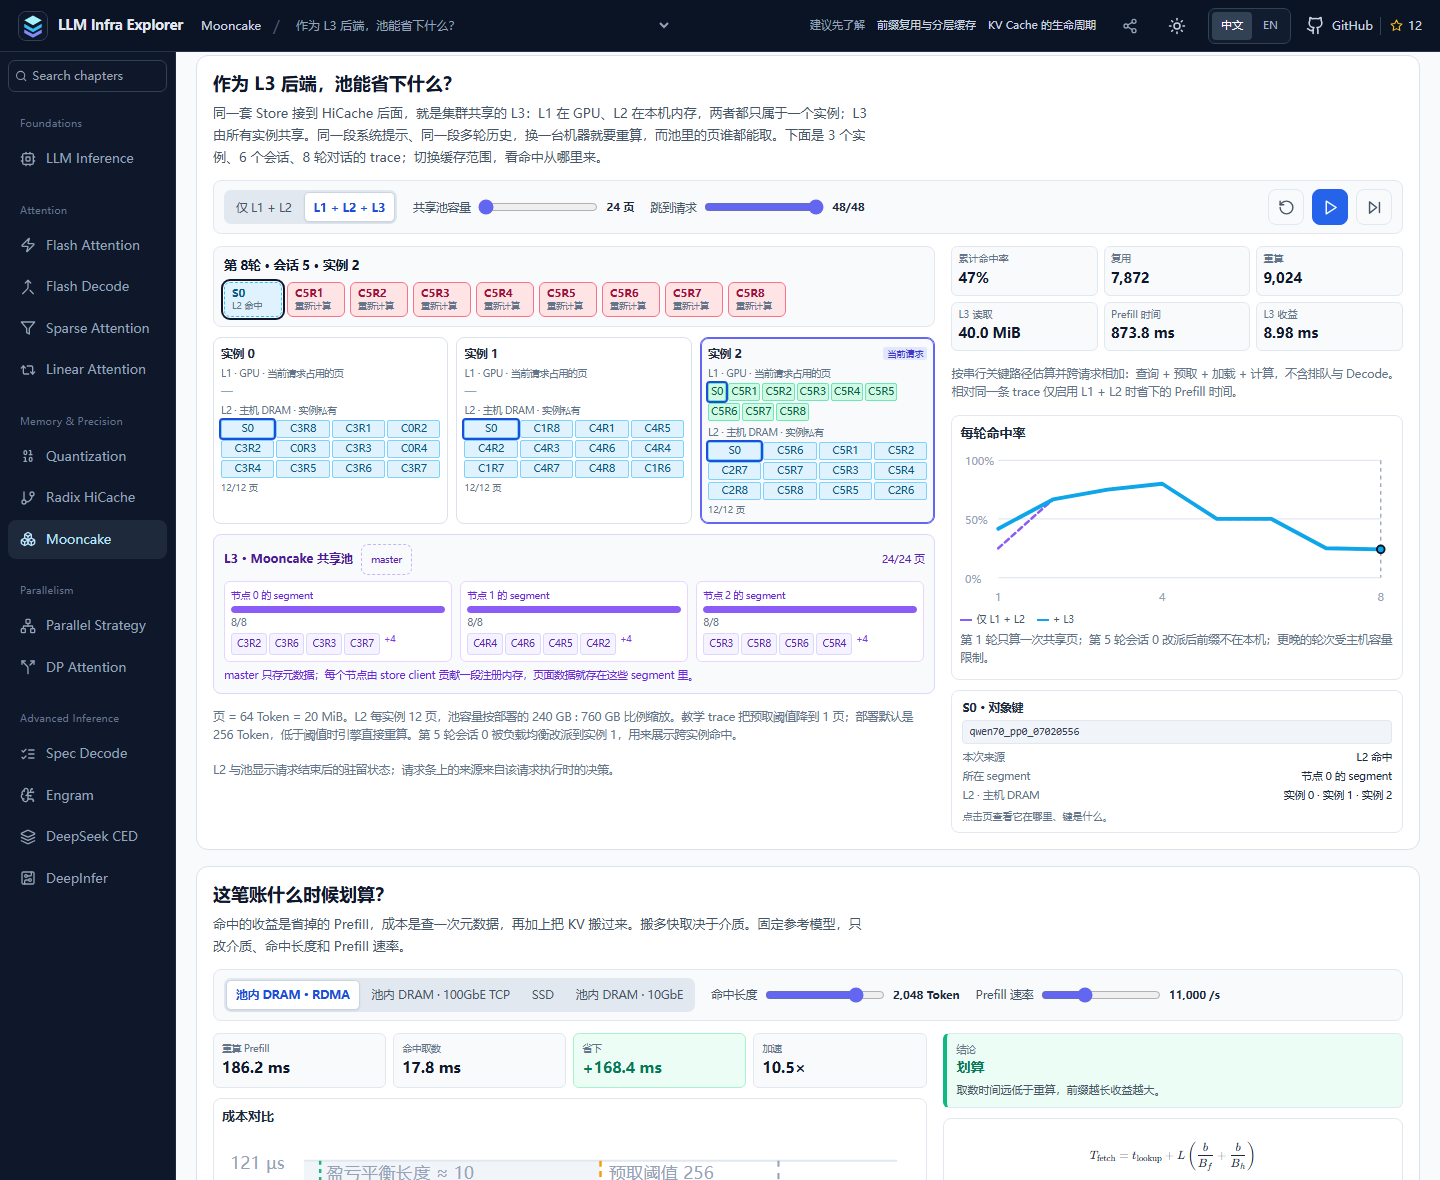 LLM Infra Explorer
Mooncake / 作为 L3 后端，池能省下什么？
建议先了解 前缀复用与分层缓存 KV Cache 的生命周期
中文 EN GitHub 12
Search chapters
Foundations
LLM Inference
Attention
Flash Attention
Flash Decode
Sparse Attention
Linear Attention
Memory & Precision
Quantization
Radix HiCache
Mooncake
Parallelism
Parallel Strategy
DP Attention
Advanced Inference
Spec Decode
Engram
DeepSeek CED
DeepInfer
作为 L3 后端，池能省下什么？
同一套 Store 接到 HiCache 后面，就是集群共享的 L3：L1 在 GPU、L2 在本机内存，两者都只属于一个实例；L3
由所有实例共享。同一段系统提示、同一段多轮历史，换一台机器就要重算，而池里的页谁都能取。下面是 3 个实
例、6 个会话、8 轮对话的 trace；切换缓存范围，看命中从哪里来。
仅 L1 + L2 L1 + L2 + L3 共享池容量 24 页 跳到请求 48/48
第 8轮 • 会话 5 • 实例 2
S0 C5R1 C5R2 C5R3 C5R4 C5R5 C5R6 C5R7 C5R8
L2 命中 重新计算 重新计算 重新计算 重新计算 重新计算 重新计算 重新计算 重新计算
实例 0
L1 · GPU · 当前请求占用的页
—
L2 · 主机 DRAM · 实例私有
S0 C3R8 C3R1 C0R2
C3R2 C0R3 C3R3 C0R4
C3R4 C3R5 C3R6 C3R7
12/12 页
实例 1
L1 · GPU · 当前请求占用的页
—
L2 · 主机 DRAM · 实例私有
S0 C1R8 C4R1 C4R5
C4R2 C4R3 C4R6 C4R4
C1R7 C4R7 C4R8 C1R6
12/12 页
实例 2 当前请求
L1 · GPU · 当前请求占用的页
S0 C5R1 C5R2 C5R3 C5R4 C5R5
C5R6 C5R7 C5R8
L2 · 主机 DRAM · 实例私有
S0 C5R6 C5R1 C5R2
C2R7 C5R7 C5R3 C5R4
C2R8 C5R8 C5R5 C2R6
12/12 页
L3 • Mooncake 共享池 master 24/24 页
节点 0 的 segment
8/8
C3R2 C3R6 C3R3 C3R7 +4
节点 1 的 segment
8/8
C4R4 C4R6 C4R5 C4R2 +4
节点 2 的 segment
8/8
C5R3 C5R8 C5R6 C5R4 +4
master 只存元数据；每个节点由 store client 贡献一段注册内存，页面数据就存在这些 segment 里。
页 = 64 Token = 20 MiB。L2 每实例 12 页，池容量按部署的 240 GB : 760 GB 比例缩放。教学 trace 把预取阈值降到 1 页；部署默认是
256 Token，低于阈值时引擎直接重算。第 5 轮会话 0 被负载均衡改派到实例 1，用来展示跨实例命中。
L2 与池显示请求结束后的驻留状态；请求条上的来源来自该请求执行时的决策。
累计命中率
47%
复用
7,872
重算
9,024
L3 读取
40.0 MiB
Prefill 时间
873.8 ms
L3 收益
8.98 ms
按串行关键路径估算并跨请求相加：查询 + 预取 + 加载 + 计算，不含排队与 Decode。
相对同一条 trace 仅启用 L1 + L2 时省下的 Prefill 时间。
每轮命中率
100%
50%
0%
1 4 8
仅 L1 + L2 + L3
第 1 轮只算一次共享页；第 5 轮会话 0 改派后前缀不在本机；更晚的轮次受主机容量
限制。
S0 • 对象键
qwen70_pp0_07020556
本次来源 L2 命中
所在 segment 节点 0 的 segment
L2 · 主机 DRAM 实例 0 · 实例 1 · 实例 2
点击页查看它在哪里、键是什么。
这笔账什么时候划算？
命中的收益是省掉的 Prefill，成本是查一次元数据，再加上把 KV 搬过来。搬多快取决于介质。固定参考模型，只
改介质、命中长度和 Prefill 速率。
池内 DRAM • RDMA 池内 DRAM · 100GbE TCP SSD 池内 DRAM · 10GbE 命中长度 2,048 Token Prefill 速率 11,000 /s
重算 Prefill
186.2 ms
命中取数
17.8 ms
省下
+168.4 ms
加速
10.5×
结论
划算
取数时间远低于重算，前缀越长收益越大。
成本对比
121 μs
盈亏平衡长度 ≈ 10 预取阈值 256
T_fetch = t_lookup + L ( b/B_f + b/B_h )